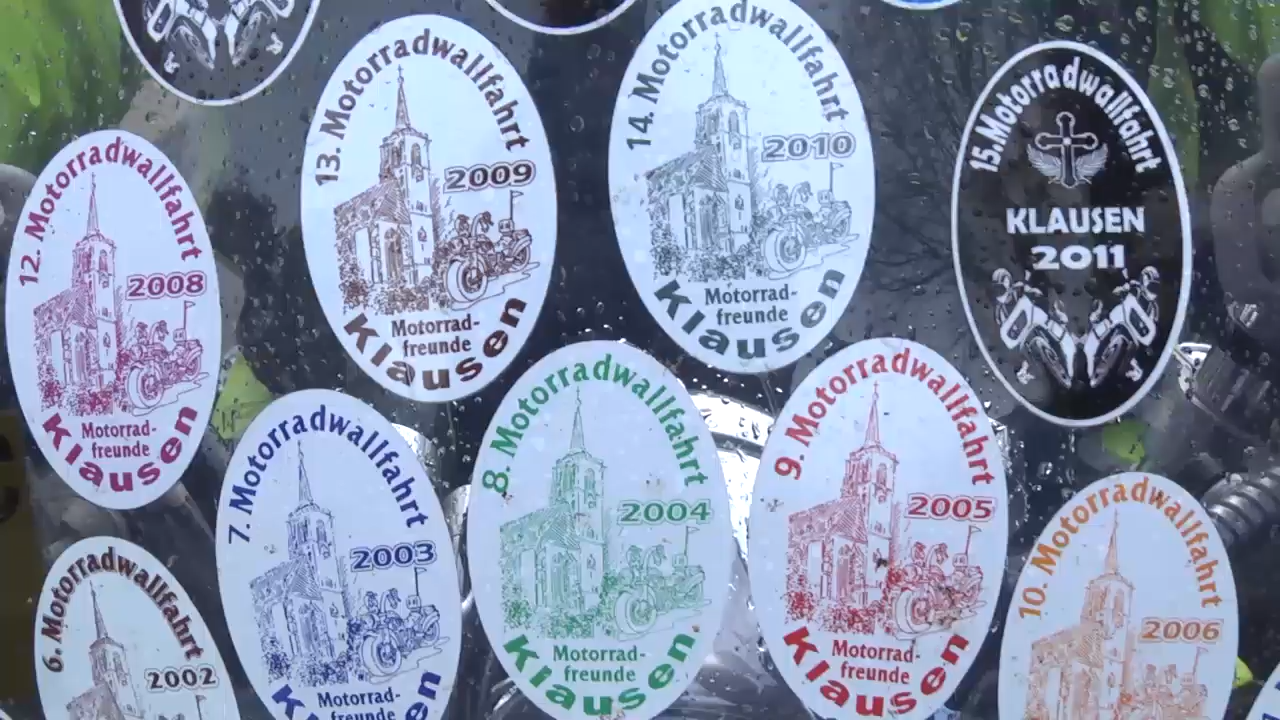 13. Motorradwallfahrt
2009
Motorrad-
freunde
Klausen
14. Motorradwallfahrt
2010
Motorrad-
freunde
Klausen
15. Motorradwallfahrt
KLAUSEN
2011
12. Motorradwallfahrt
2008
Motorrad-
freunde
Klausen
7. Motorradwallfahrt
2003
Motorrad-
freunde
8. Motorradwallfahrt
2004
Motorrad-
freunde
Klausen
9. Motorradwallfahrt
2005
Motorrad-
freunde
Klausen
10. Motorradwallfahrt
2006
6. Motorradwallfahrt
2002